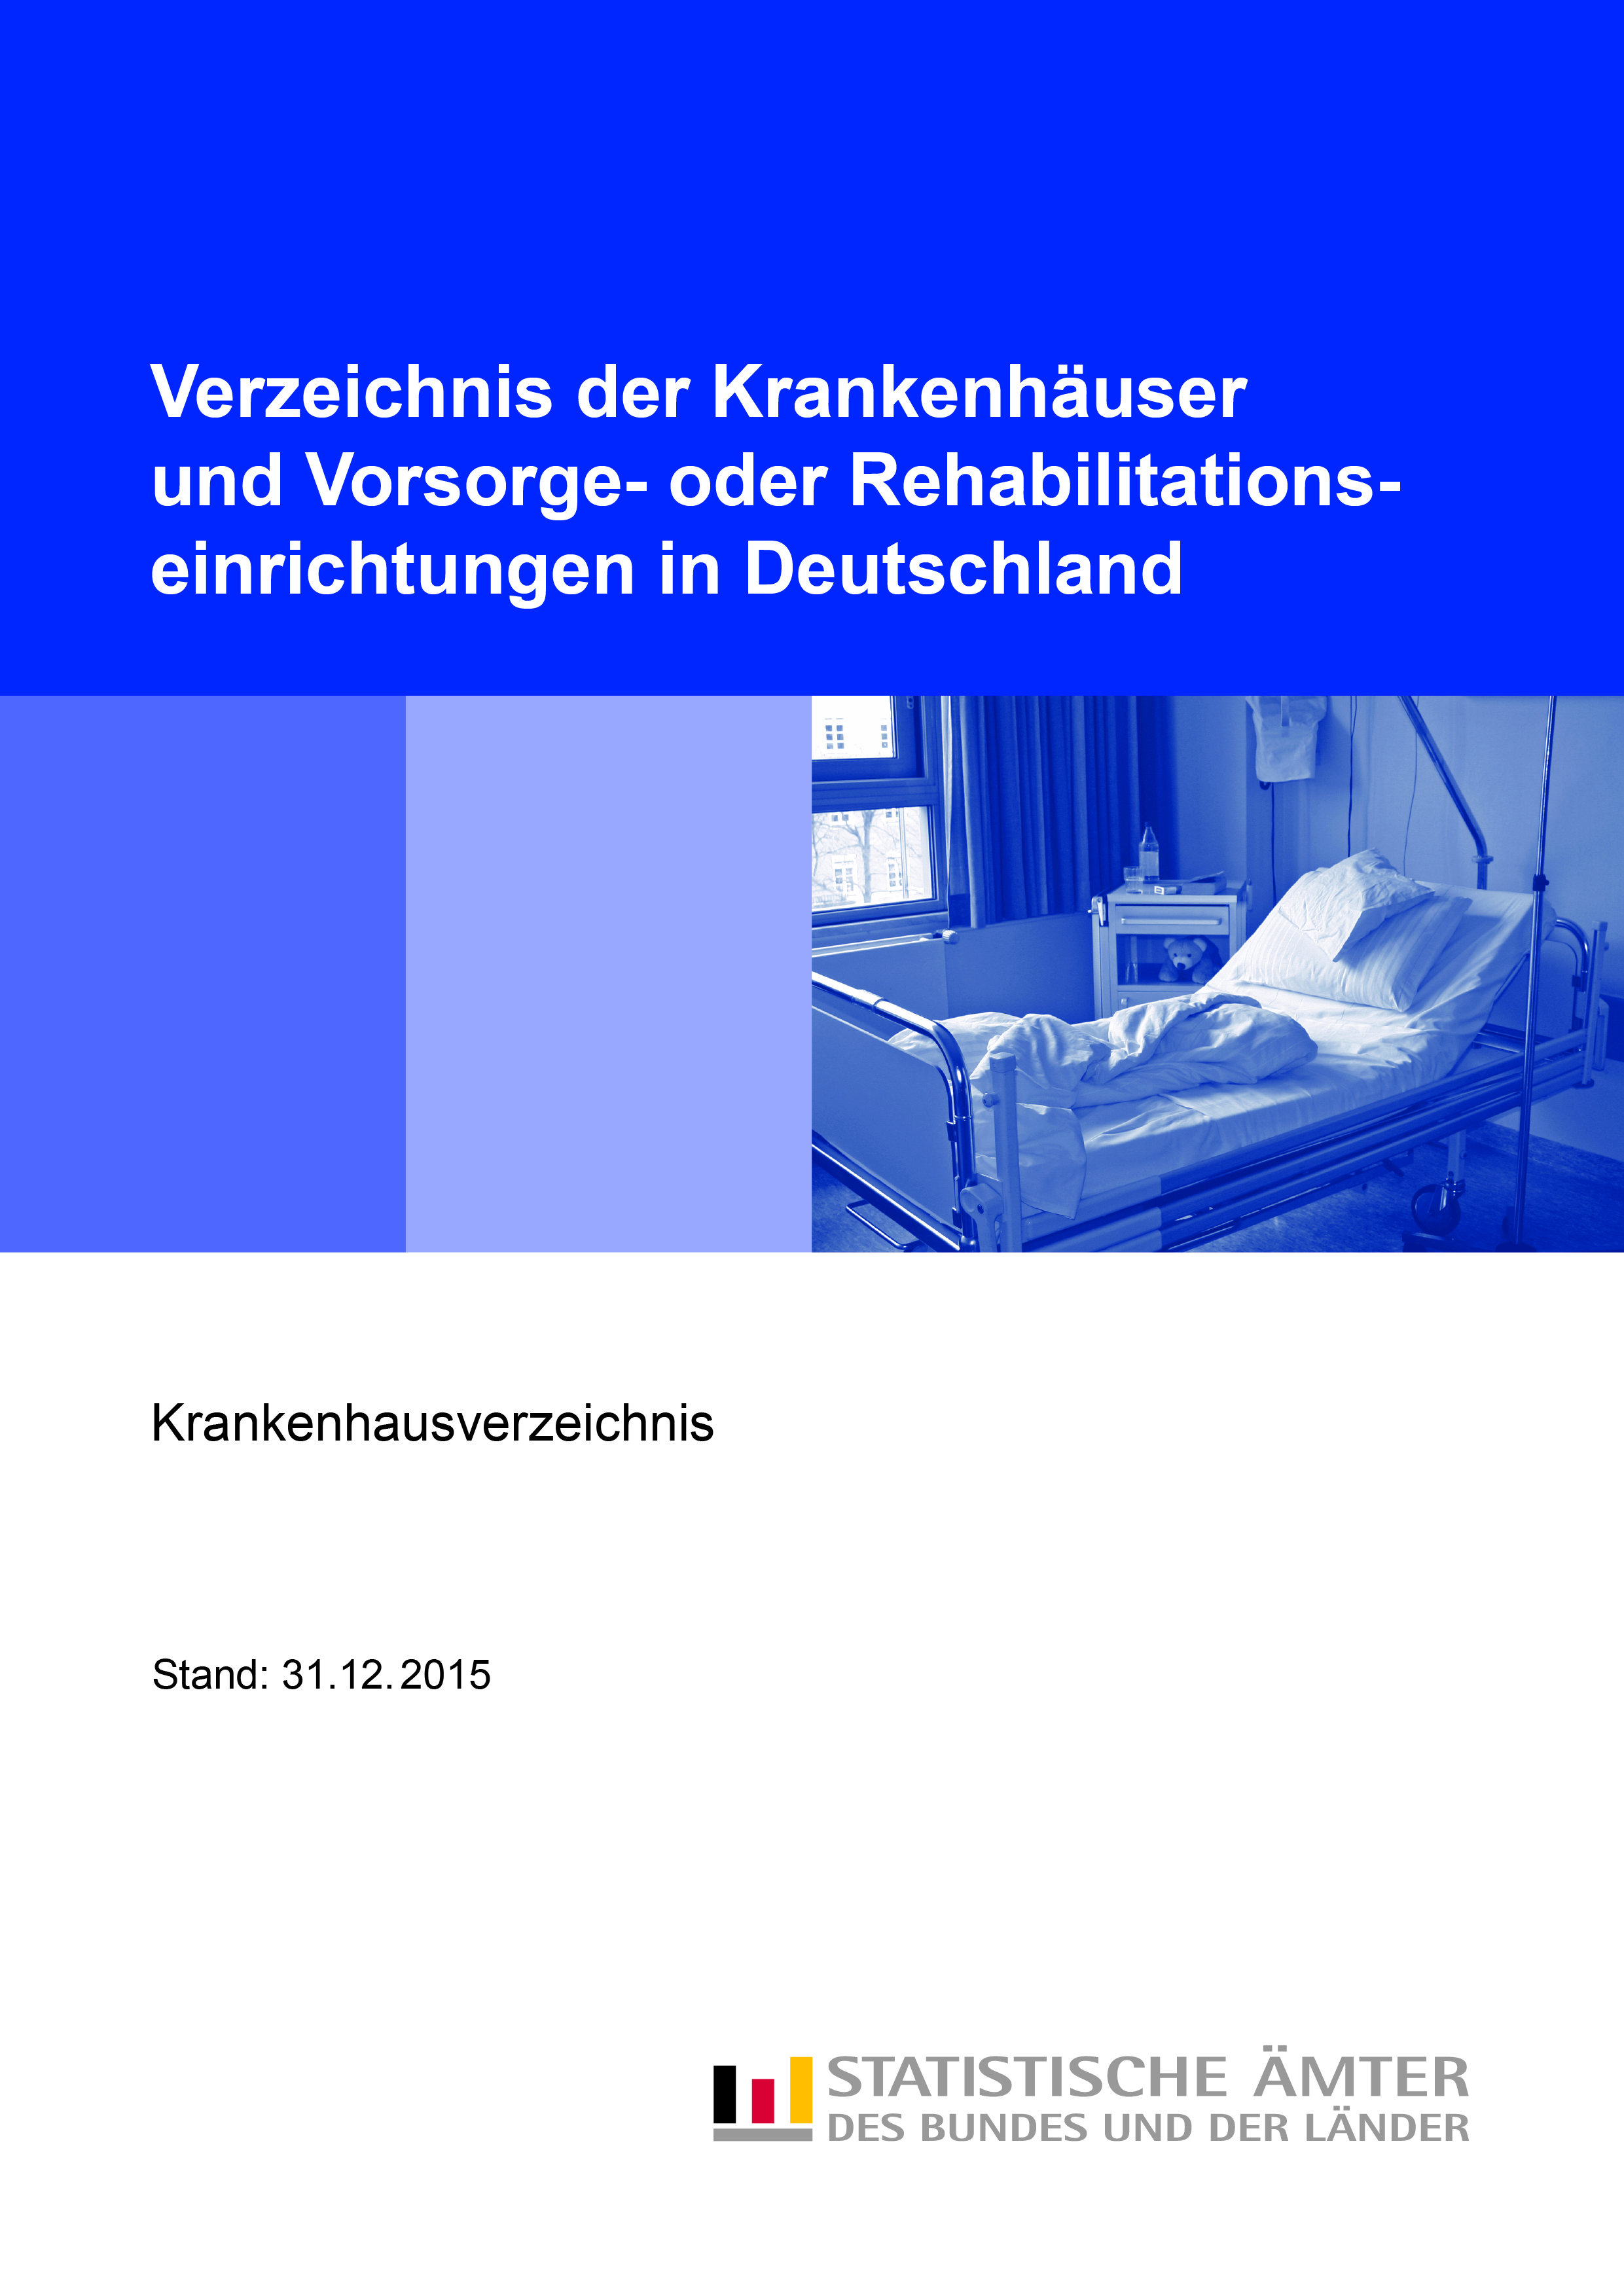 Verzeichnis der Krankenhäuser
und Vorsorge- oder Rehabilitations-
einrichtungen in Deutschland
Krankenhausverzeichnis
Stand: 31.12.2015
STATISTISCHE ÄMTER
DES BUNDES UND DER LÄNDER